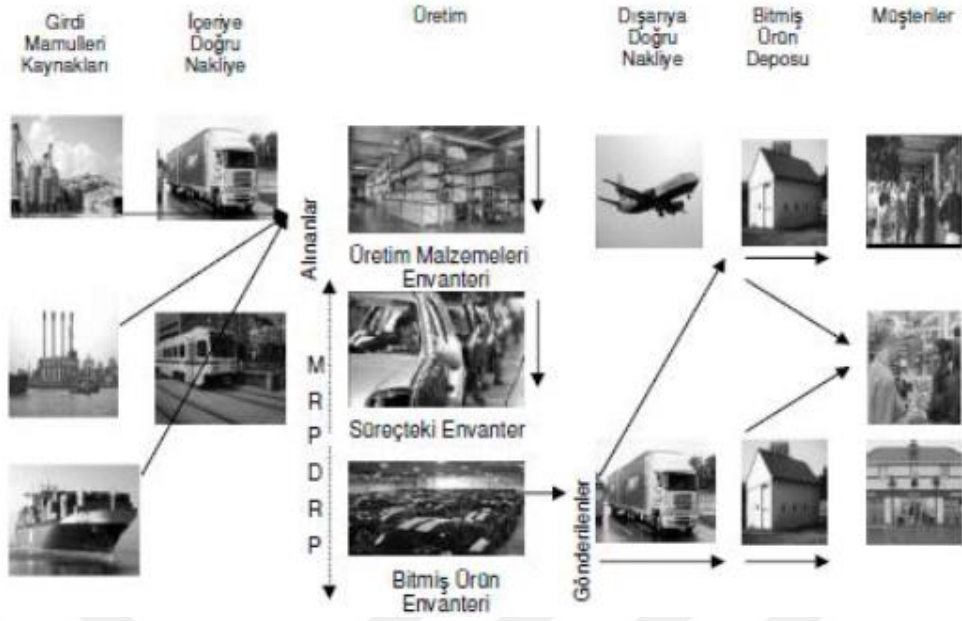 Girdi
Mamulleri
Kaynakları
İçeriye
Doğru
Nakliye
Üretim
Dışarıya
Doğru
Nakliye
Bitmiş
Ürün
Deposu
Müşteriler
Alınanlar
Üretim Malzemeleri
Envanteri
M
R
P
D
R
P
Süreçteki Envanter
Bitmiş Ürün
Envanteri
Gönderilenler